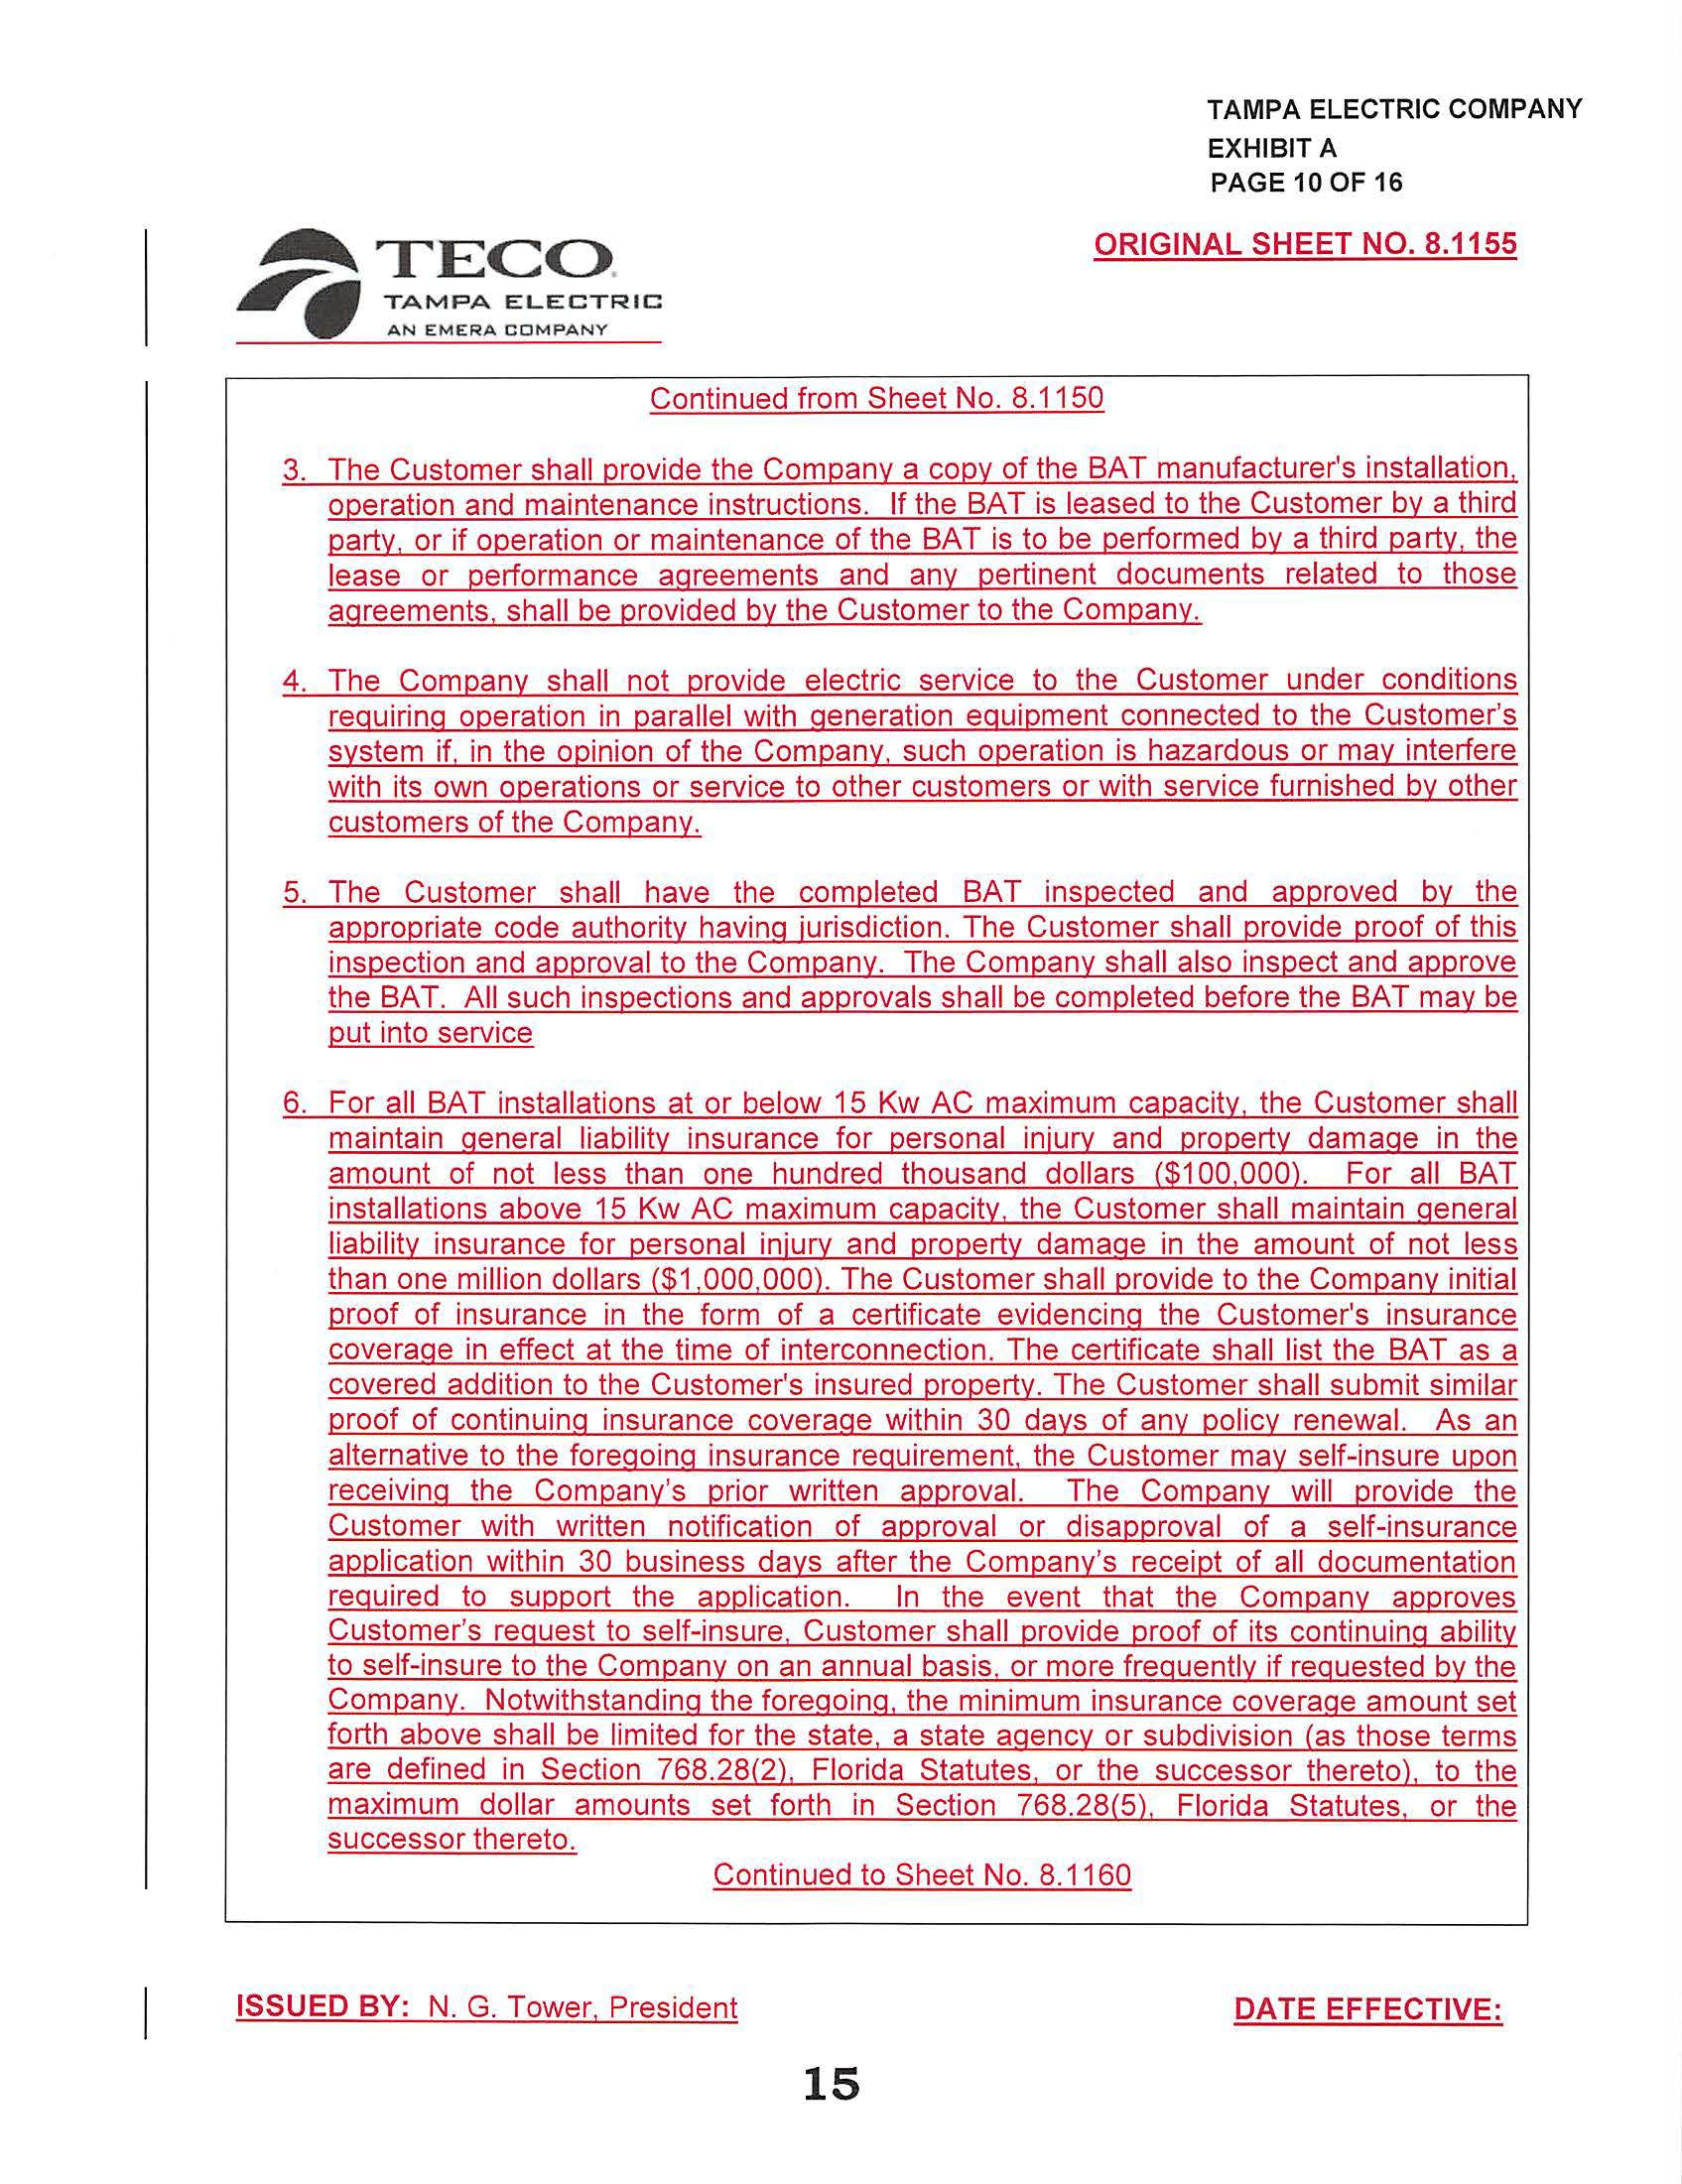 TAMPA ELECTRIC COMPANY
EXHIBIT A
PAGE 10 OF 16
ORIGINAL SHEET NO. 8.1155
TECO
TAMPA ELECTRIC
AN EMERA COMPANY
Continued from Sheet No. 8.1150
3. The Customer shall provide the Company a copy of the BAT manufacturer's installation,
operation and maintenance instructions. If the BAT is leased to the Customer by a third
party, or if operation or maintenance of the BAT is to be performed by a third party, the
lease or performance agreements and any pertinent documents related to those
agreements, shall be provided by the Customer to the Company.
4. The Company shall not provide electric service to the Customer under conditions
requiring operation in parallel with generation equipment connected to the Customer's
system if, in the opinion of the Company, such operation is hazardous or may interfere
with its own operations or service to other customers or with service furnished by other
customers of the Company.
5. The Customer shall have the completed BAT inspected and approved by the
appropriate code authority having jurisdiction. The Customer shall provide proof of this
inspection and approval to the Company. The Company shall also inspect and approve
the BAT. All such inspections and approvals shall be completed before the BAT may be
put into service
6. For all BAT installations at or below 15 Kw AC maximum capacity, the Customer shall
maintain general liability insurance for personal injury and property damage in the
amount of not less than one hundred thousand dollars ($100,000). For all BAT
installations above 15 Kw AC maximum capacity, the Customer shall maintain general
liability insurance for personal injury and property damage in the amount of not less
than one million dollars ($1,000,000). The Customer shall provide to the Company initial
proof of insurance in the form of a certificate evidencing the Customer's insurance
coverage in effect at the time of interconnection. The certificate shall list the BAT as a
covered addition to the Customer's insured property. The Customer shall submit similar
proof of continuing insurance coverage within 30 days of any policy renewal. As an
alternative to the foregoing insurance requirement, the Customer may self-insure upon
receiving the Company's prior written approval. The Company will provide the
Customer with written notification of approval or disapproval of a self-insurance
application within 30 business days after the Company's receipt of all documentation
required to support the application. In the event that the Company approves
Customer's request to self-insure, Customer shall provide proof of its continuing ability
to self-insure to the Company on an annual basis, or more frequently if requested by the
Company. Notwithstanding the foregoing, the minimum insurance coverage amount set
forth above shall be limited for the state, a state agency or subdivision (as those terms
are defined in Section 768.28(2), Florida Statutes, or the successor thereto), to the
maximum dollar amounts set forth in Section 768.28(5), Florida Statutes, or the
successor thereto.
Continued to Sheet No. 8.1160
ISSUED BY: N. G. Tower, President
DATE EFFECTIVE:
15